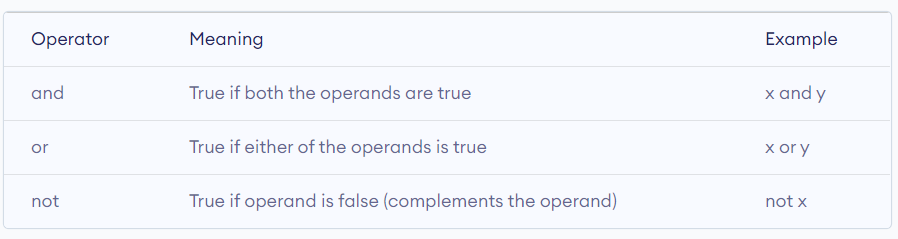 Operator Meaning Example
and True if both the operands are true x and y
or True if either of the operands is true x or y
not True if operand is false (complements the operand) not x